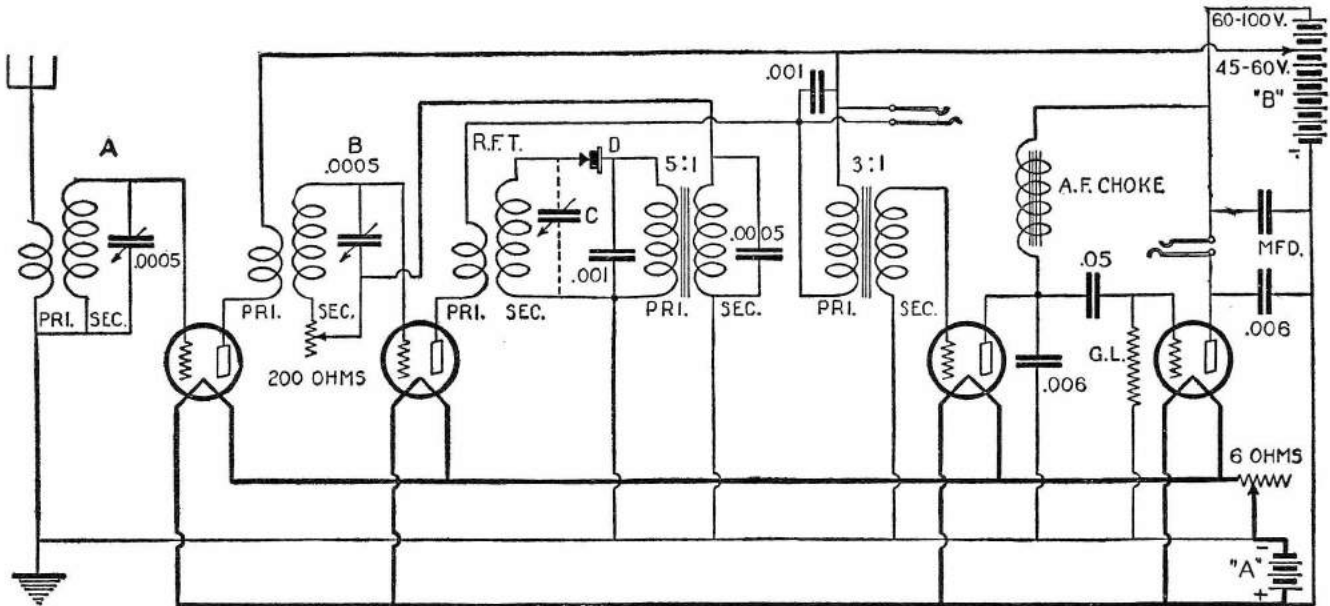 60-100V.
45-60V.
"B"
-
.001
A
B
.0005
R.F.T.
D
5:1
3:1
A.F. CHOKE
C
.0005
.001
.0005
.05
MFD.
PRI. SEC.
PRI.
SEC.
PRI. SEC.
PRI. SEC.
PRI. SEC.
.006
G.L.
.006
200 OHMS
6 OHMS
-
"A"
+